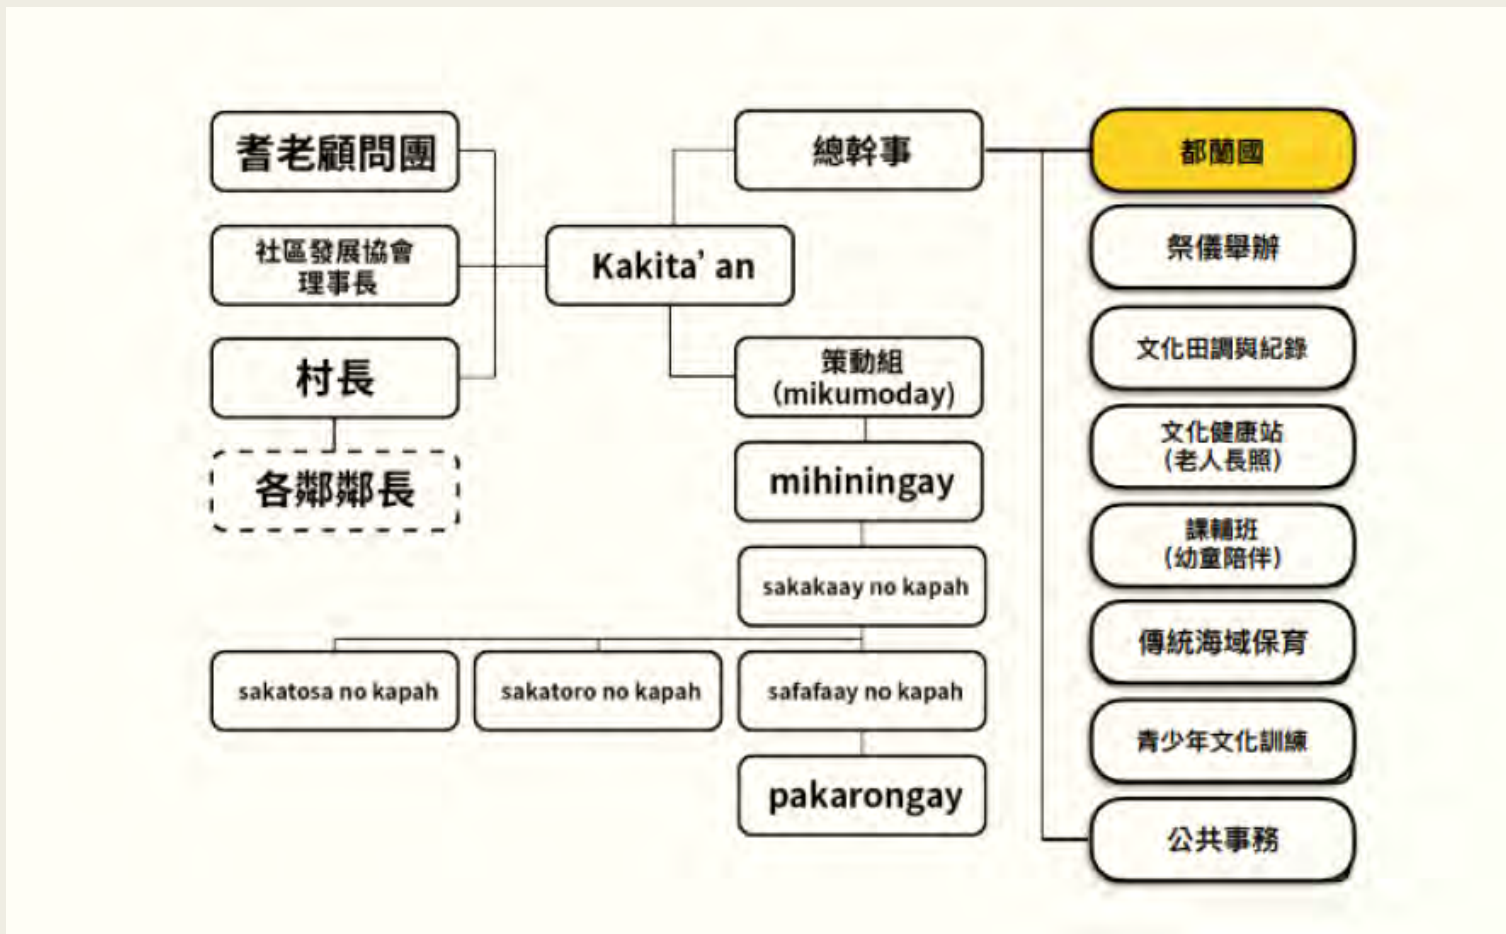 耆老顧問團
社區發展協會
理事長
村長
各鄰鄰長
Kakita’ an
總幹事
策動組
(mikumoday)
mihiningay
sakakaay no kapah
sakatosa no kapah
sakatoro no kapah
safafaay no kapah
pakarongay
都蘭國
祭儀舉辦
文化田調與紀錄
文化健康站
(老人長照)
課輔班
(幼童陪伴)
傳統海域保育
青少年文化訓練
公共事務